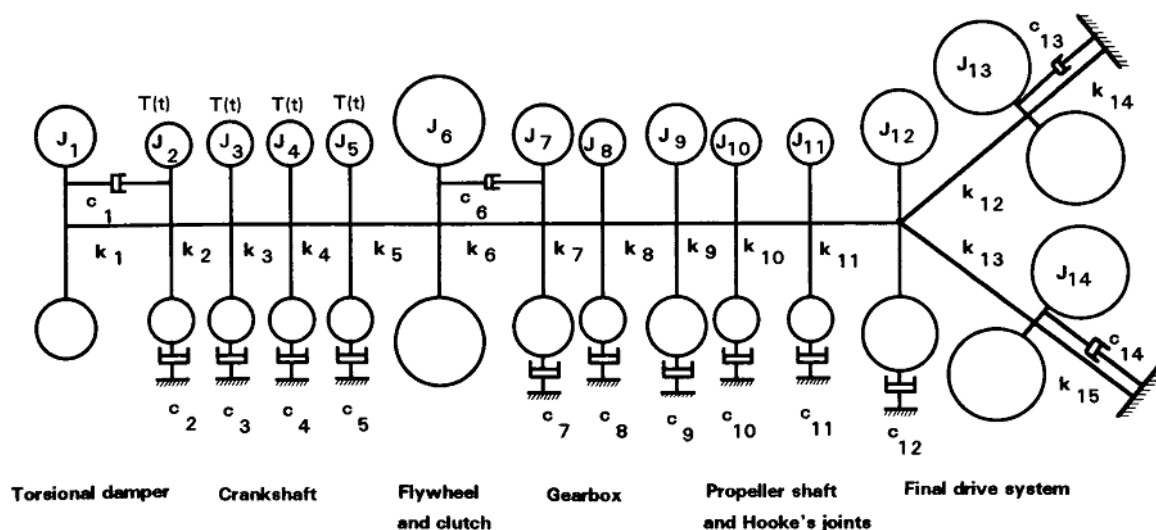 T(t) T(t) T(t) T(t)
J1 J2 J3 J4 J5 J6 J7 J8 J9 J10 J11 J12 J13 c13
k14
c1 c6
k12
k1 k2 k3 k4 k5 k6 k7 k8 k9 k10 k11 k13
J14
c14
k15
c2 c3 c4 c5 c7 c8 c9 c10 c11 c12
Torsional damper Crankshaft Flywheel Gearbox Propeller shaft Final drive system
and clutch and Hooke's joints